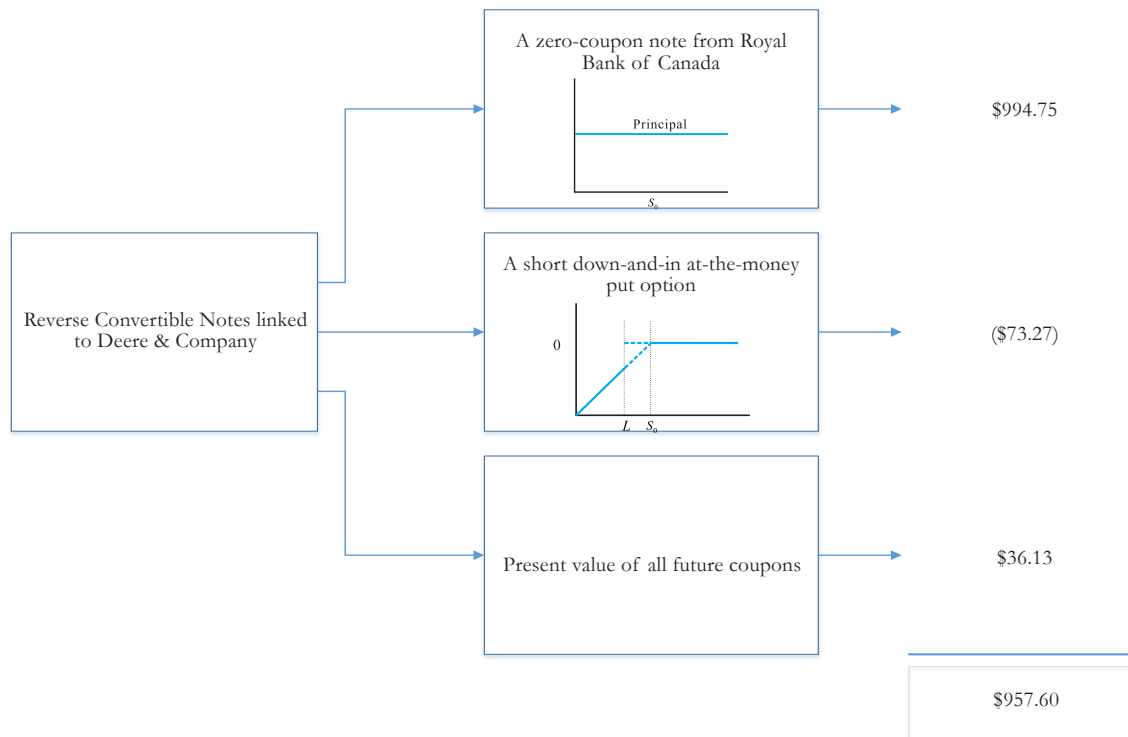 A zero-coupon note from Royal
Bank of Canada
Principal
S₀
$994.75
Reverse Convertible Notes linked
to Deere & Company
A short down-and-in at-the-money
put option
0
L S₀
($73.27)
Present value of all future coupons
$36.13
$957.60